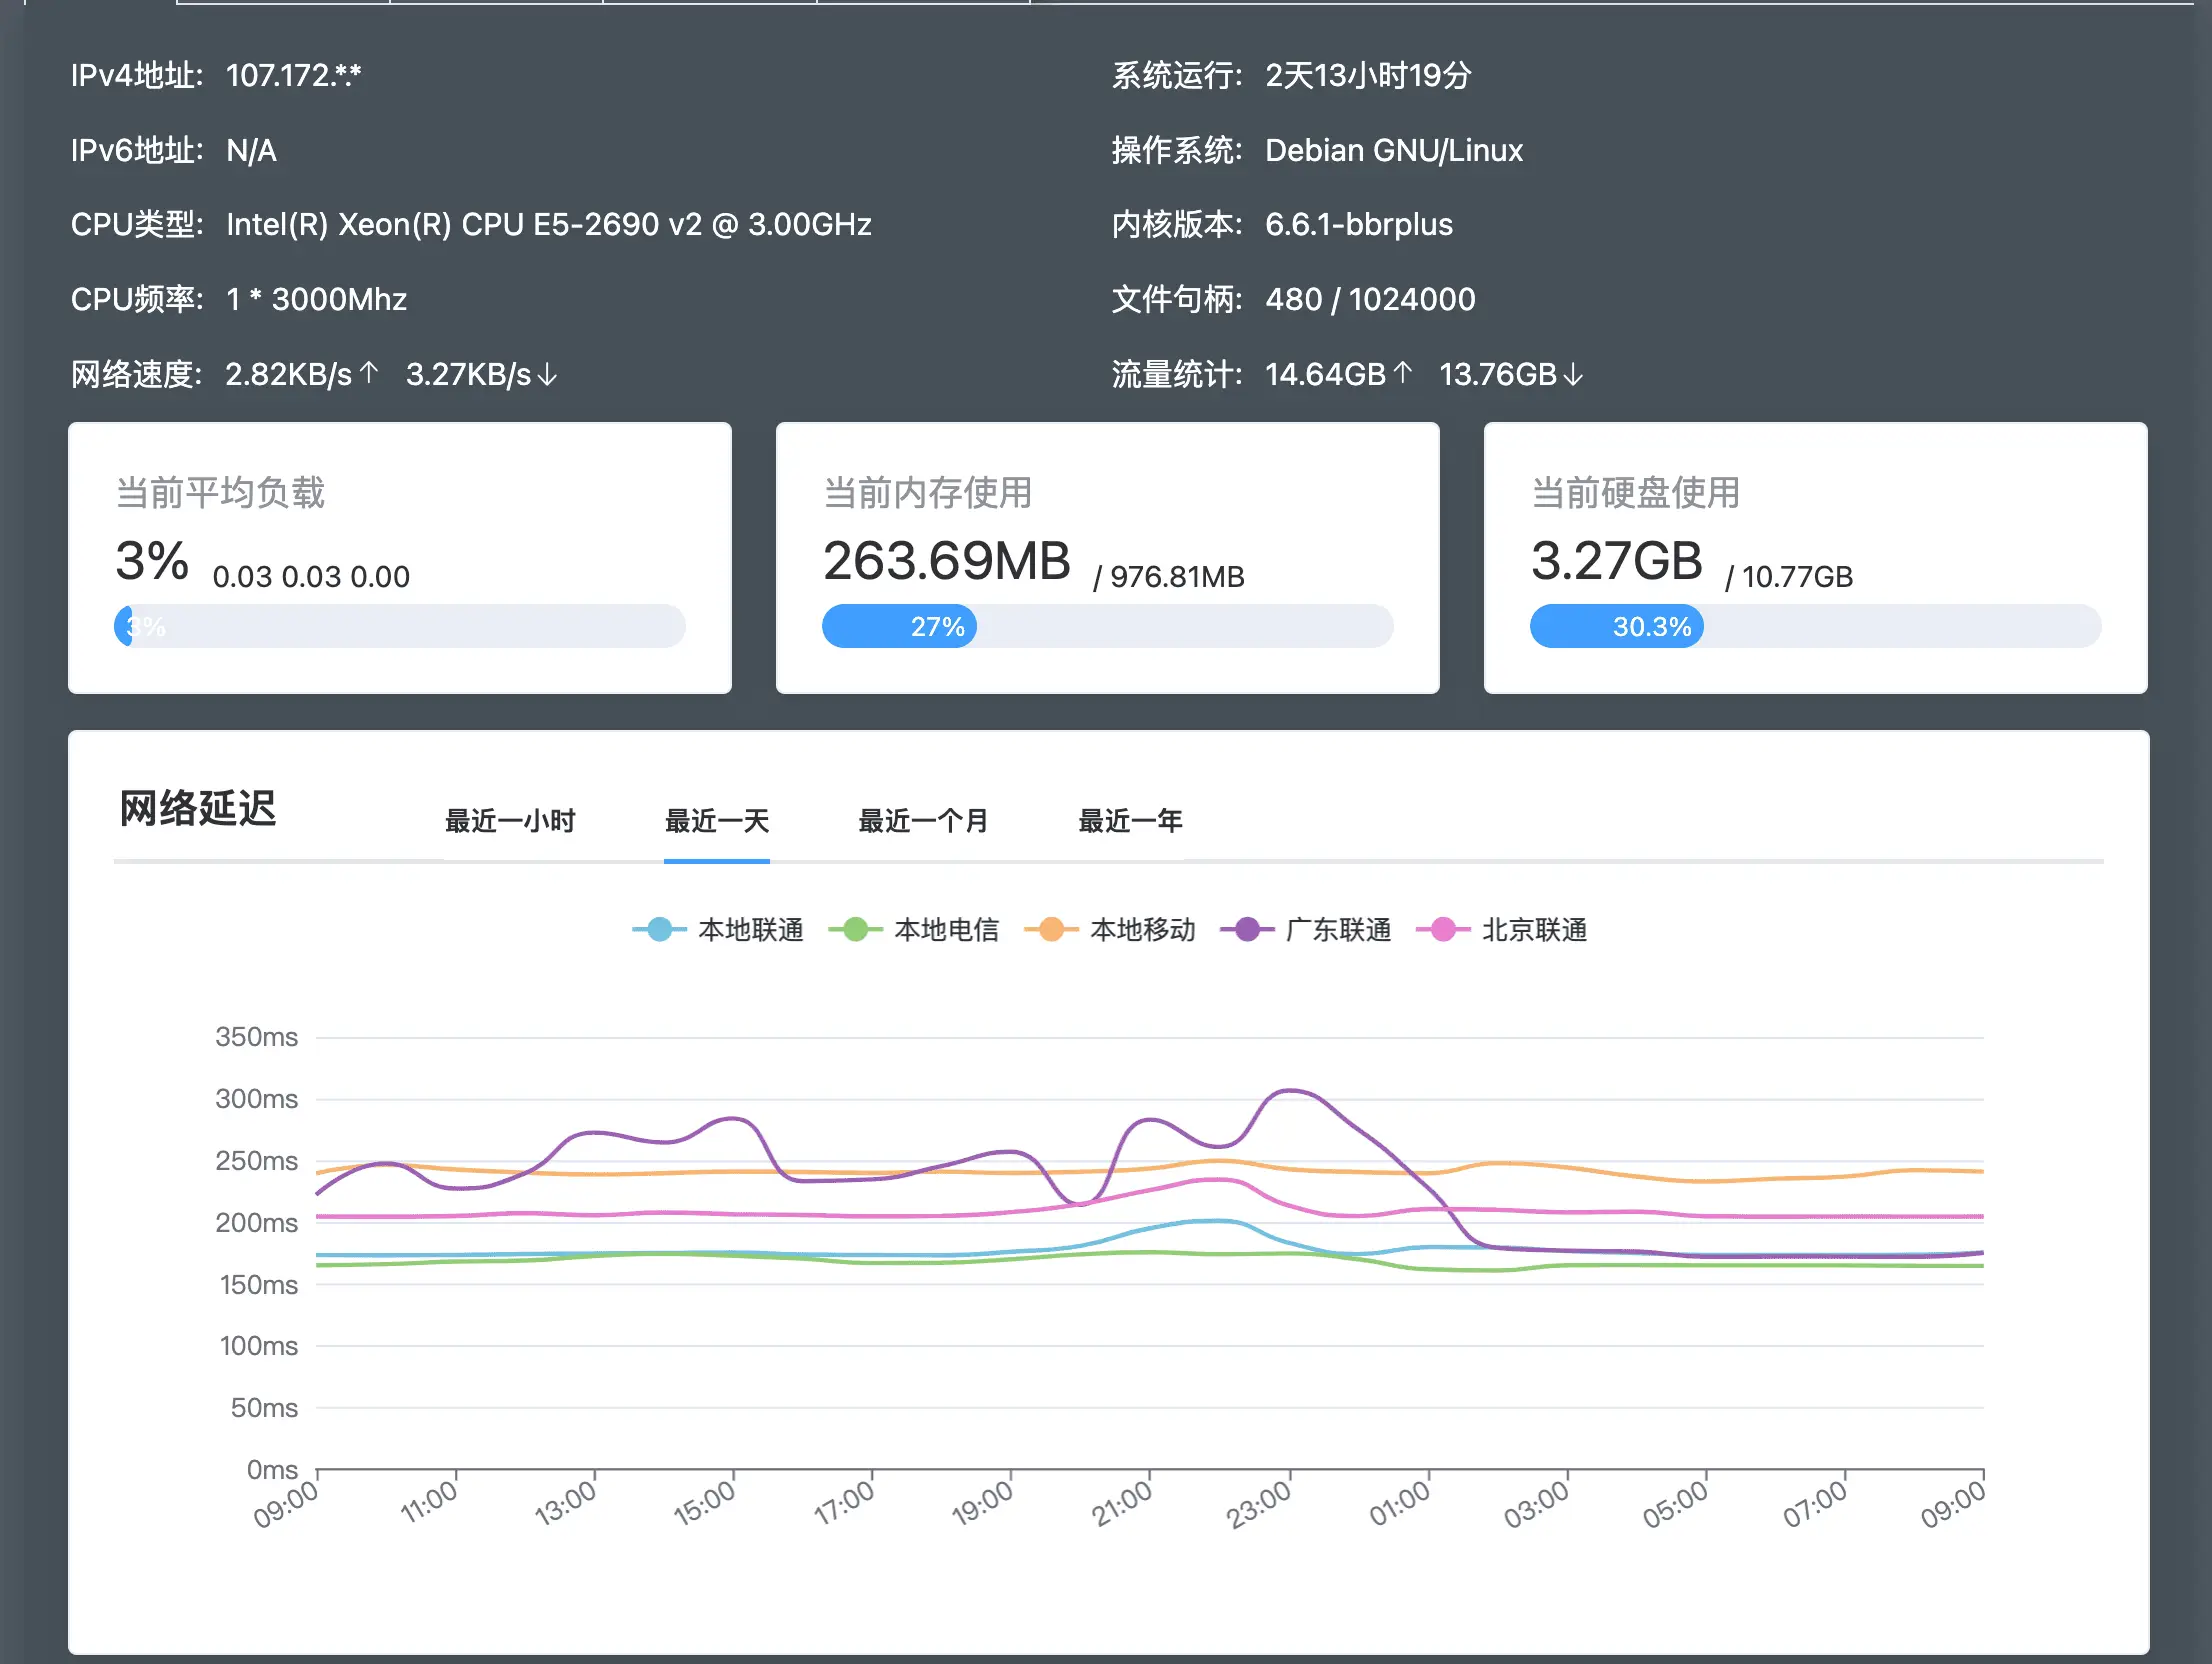 IPv4地址: 107.172.*.*
系统运行: 2天13小时19分
IPv6地址: N/A
操作系统: Debian GNU/Linux
CPU类型: Intel(R) Xeon(R) CPU E5-2690 v2 @ 3.00GHz
内核版本: 6.6.1-bbrplus
CPU频率: 1 * 3000Mhz
文件句柄: 480 / 1024000
网络速度: 2.82KB/s↑ 3.27KB/s↓
流量统计: 14.64GB↑ 13.76GB↓
当前平均负载
3% 0.03 0.03 0.00
3%
当前内存使用
263.69MB / 976.81MB
27%
当前硬盘使用
3.27GB / 10.77GB
30.3%
网络延迟 最近一小时 最近一天 最近一个月 最近一年
本地联通 本地电信 本地移动 广东联通 北京联通
350ms
300ms
250ms
200ms
150ms
100ms
50ms
0ms
09:00 11:00 13:00 15:00 17:00 19:00 21:00 23:00 01:00 03:00 05:00 07:00 09:00